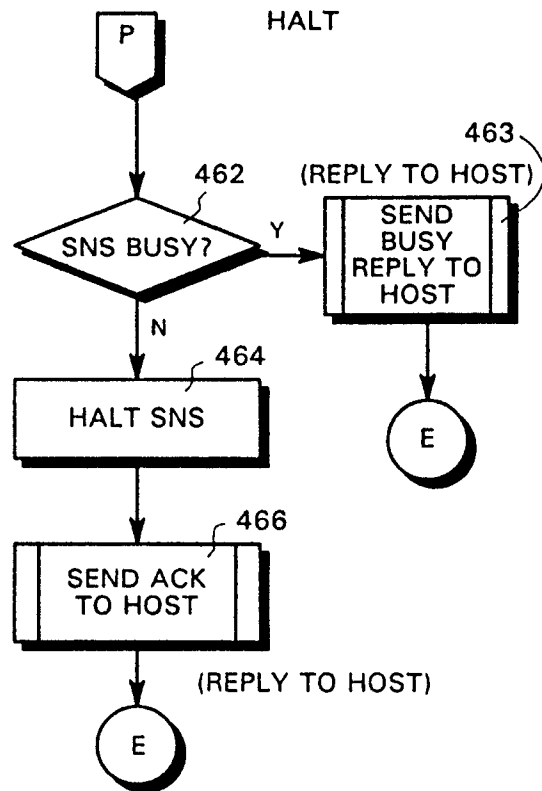 P
HALT
462
463
(REPLY TO HOST)
SNS BUSY?
Y
SEND
BUSY
REPLY TO
HOST
N
464
HALT SNS
E
466
SEND ACK
TO HOST
(REPLY TO HOST)
E